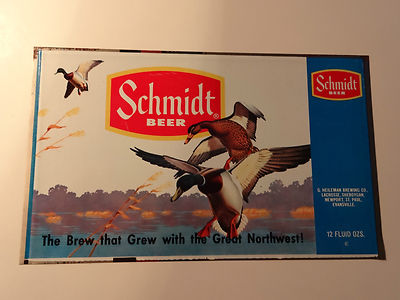 Schmidt®
BEER
The Brew that Grew with the Great Northwest!
Schmidt
BEER
G. HEILEMAN BREWING CO.,
LACROSSE, SHEBOYGAN,
NEWPORT, ST. PAUL,
EVANSVILLE.
12 FLUID OZS.